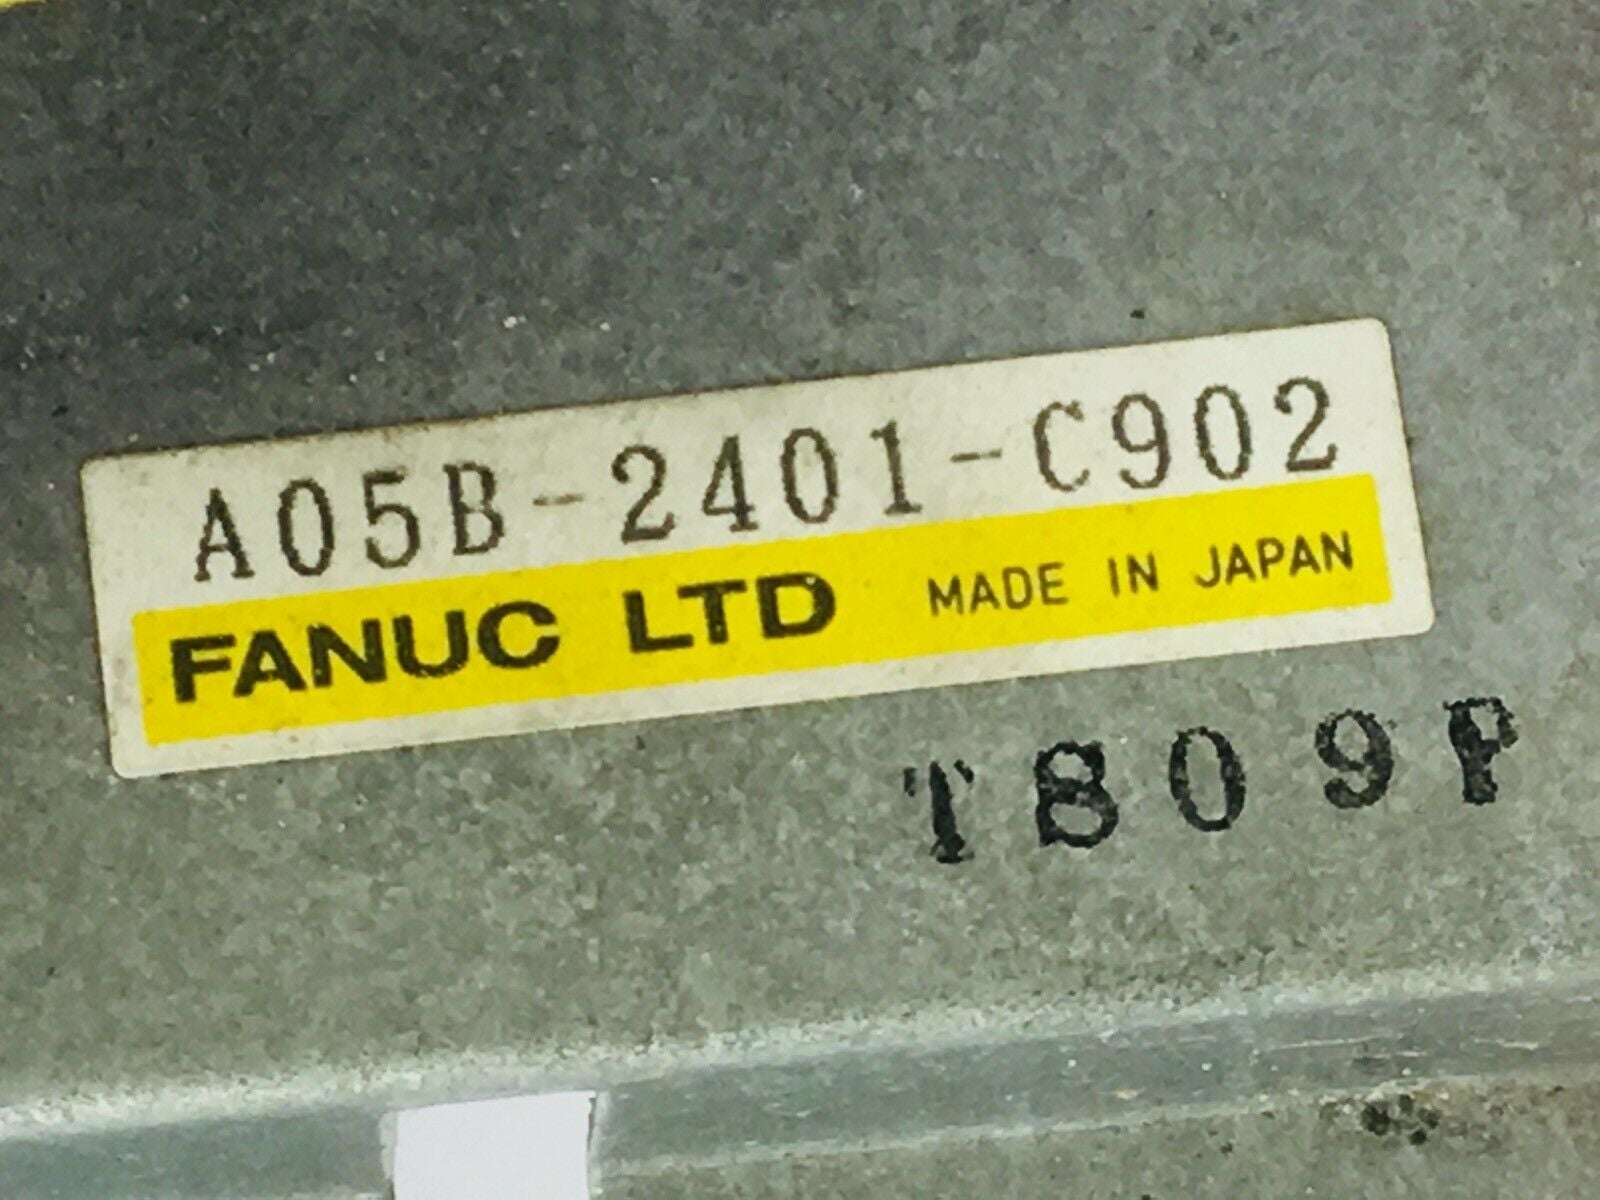 A05B-2401-C902
FANUC LTD MADE IN JAPAN
T809P